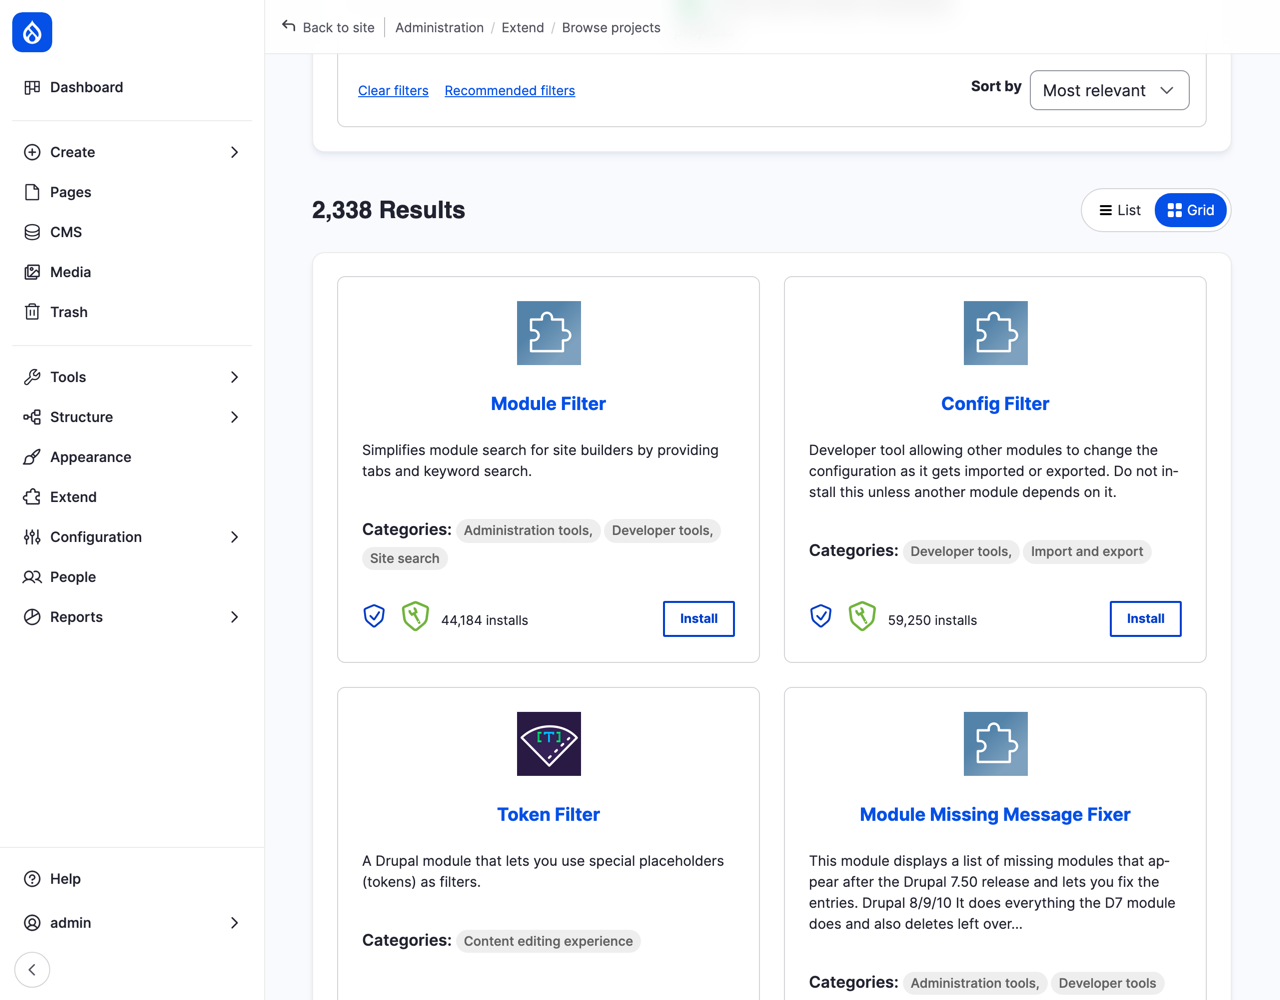 Back to site
Administration / Extend / Browse projects
Dashboard
Create
Pages
CMS
Media
Trash
Tools
Structure
Appearance
Extend
Configuration
People
Reports
Help
admin
Clear filters
Recommended filters
Sort by
Most relevant
2,338 Results
List
Grid
Module Filter
Simplifies module search for site builders by providing
tabs and keyword search.
Categories: Administration tools, Developer tools,
Site search
44,184 installs
Install
Config Filter
Developer tool allowing other modules to change the
configuration as it gets imported or exported. Do not in-
stall this unless another module depends on it.
Categories: Developer tools, Import and export
59,250 installs
Install
[T]
Token Filter
A Drupal module that lets you use special placeholders
(tokens) as filters.
Categories: Content editing experience
Module Missing Message Fixer
This module displays a list of missing modules that ap-
pear after the Drupal 7.50 release and lets you fix the
entries. Drupal 8/9/10 It does everything the D7 module
does and also deletes left over...
Categories: Administration tools, Developer tools